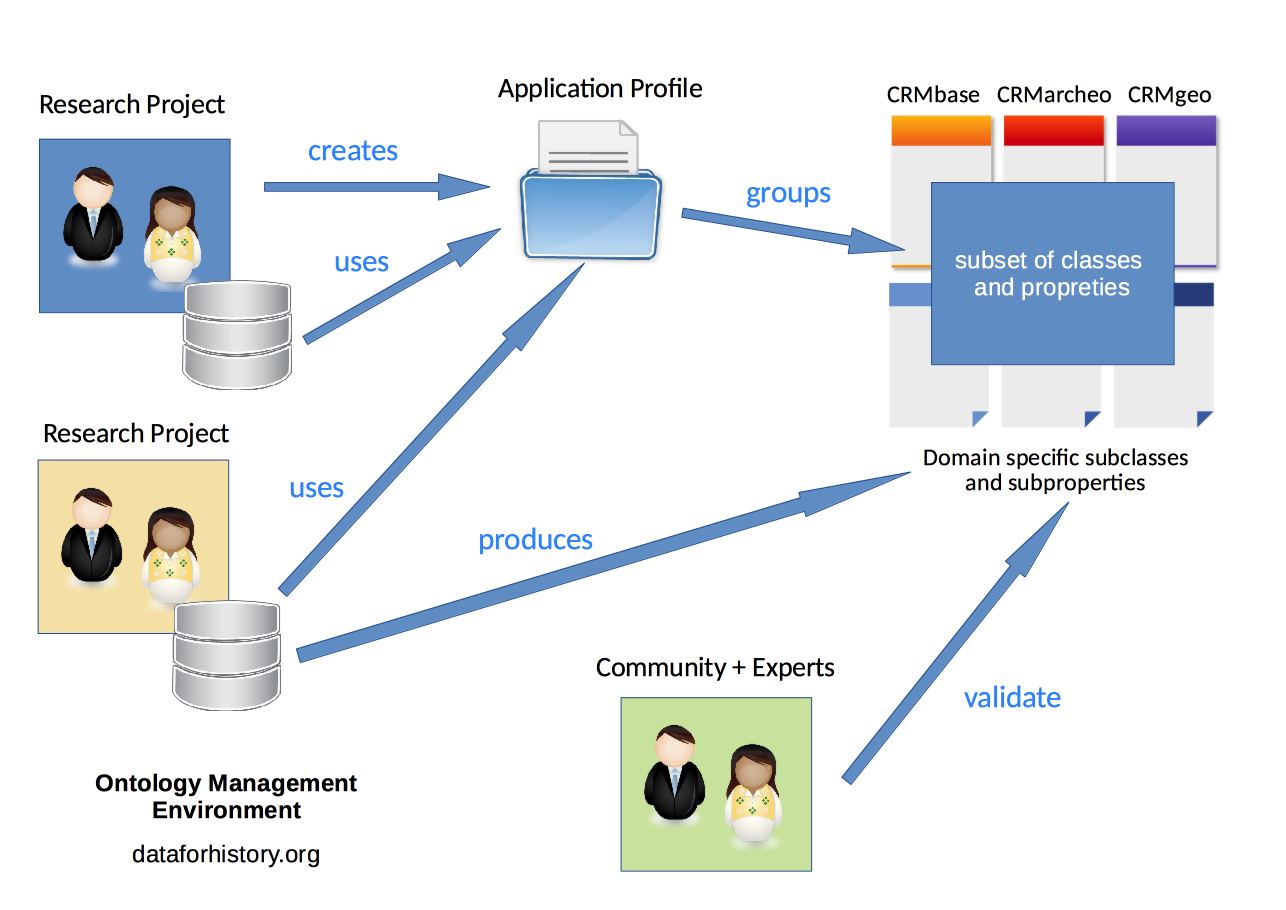 Research Project
Application Profile
CRMbase CRMarcheo CRMgeo
creates
groups
uses
subset of classes
and propreties
Research Project
Domain specific subclasses
and subproperties
uses
produces
Community + Experts
validate
Ontology Management
Environment
dataforhistory.org